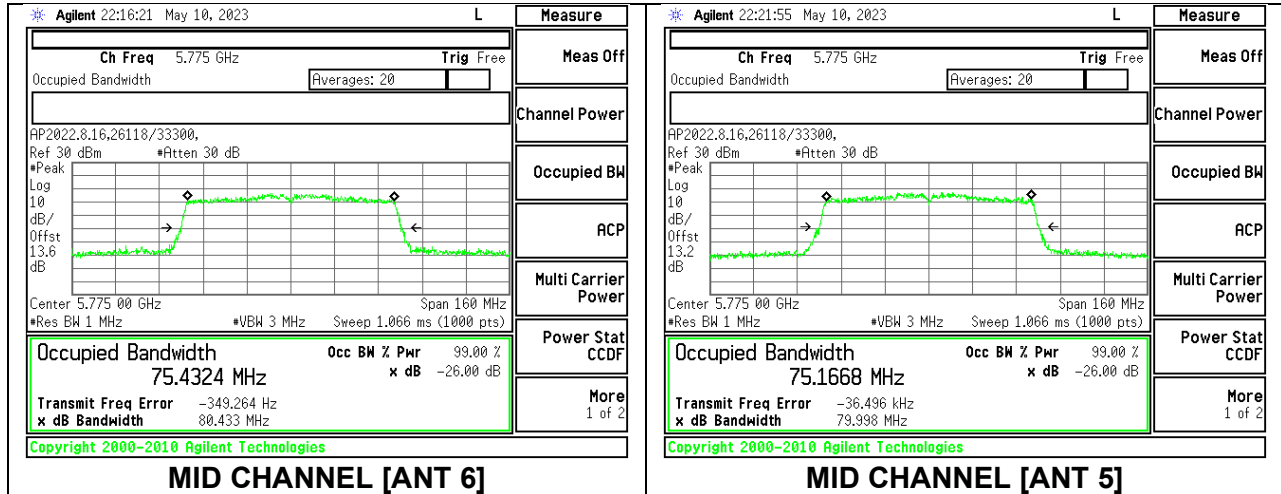 Agilent 22:16:21 May 10, 2023 L Measure
Ch Freq 5.775 GHz Trig Free
Meas Off
Occupied Bandwidth Averages: 20
Channel Power
AP2022.8.16,26118/33300,
Ref 30 dBm #Atten 30 dB
#Peak
Occupied BW
Log
10
dB/
ACP
Offst
13.6
dB
Multi Carrier
Power
Center 5.775 00 GHz Span 160 MHz
#Res BW 1 MHz #VBW 3 MHz Sweep 1.066 ms (1000 pts)
Power Stat
CCDF
Occupied Bandwidth Occ BW % Pwr 99.00 %
75.4324 MHz x dB -26.00 dB
More
1 of 2
Transmit Freq Error -349.264 Hz
x dB Bandwidth 80.433 MHz
Copyright 2000-2010 Agilent Technologies
MID CHANNEL [ANT 6]
Agilent 22:21:55 May 10, 2023 L Measure
Ch Freq 5.775 GHz Trig Free
Meas Off
Occupied Bandwidth Averages: 20
Channel Power
AP2022.8.16,26118/33300,
Ref 30 dBm #Atten 30 dB
#Peak
Occupied BW
Log
10
dB/
ACP
Offst
13.2
dB
Multi Carrier
Power
Center 5.775 00 GHz Span 160 MHz
#Res BW 1 MHz #VBW 3 MHz Sweep 1.066 ms (1000 pts)
Power Stat
CCDF
Occupied Bandwidth Occ BW % Pwr 99.00 %
75.1668 MHz x dB -26.00 dB
More
1 of 2
Transmit Freq Error -36.496 kHz
x dB Bandwidth 79.998 MHz
Copyright 2000-2010 Agilent Technologies
MID CHANNEL [ANT 5]